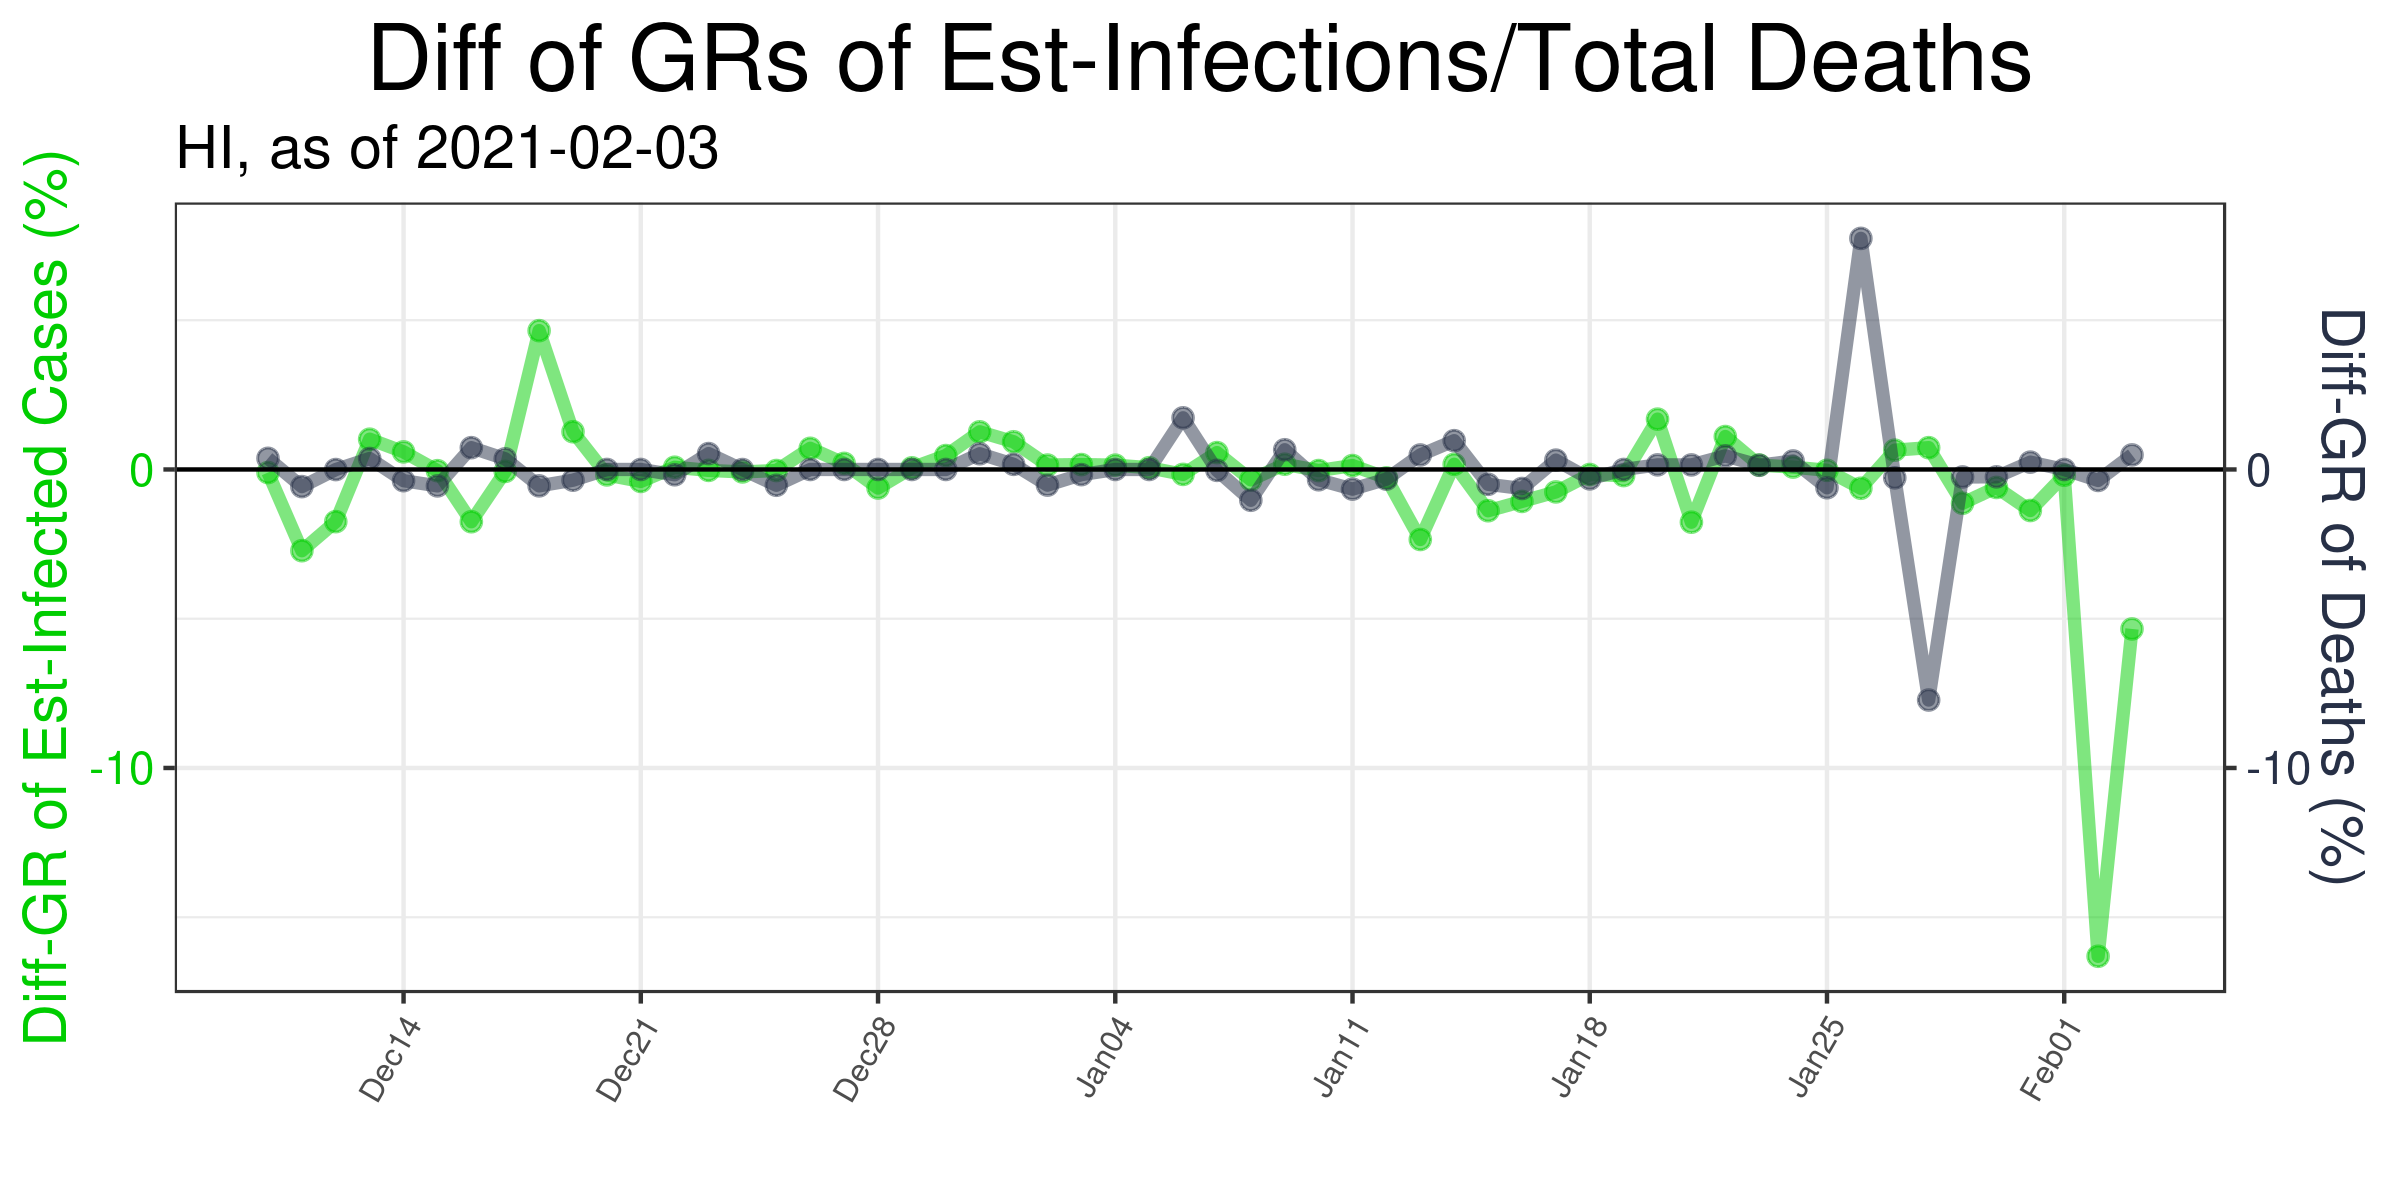 Diff of GRs of Est-Infections/Total Deaths
HI, as of 2021-02-03
Diff-GR of Est-Infected Cases (%)
0
-10
0
-10
Diff-GR of Deaths (%)
Dec14
Dec21
Dec28
Jan04
Jan11
Jan18
Jan25
Feb01